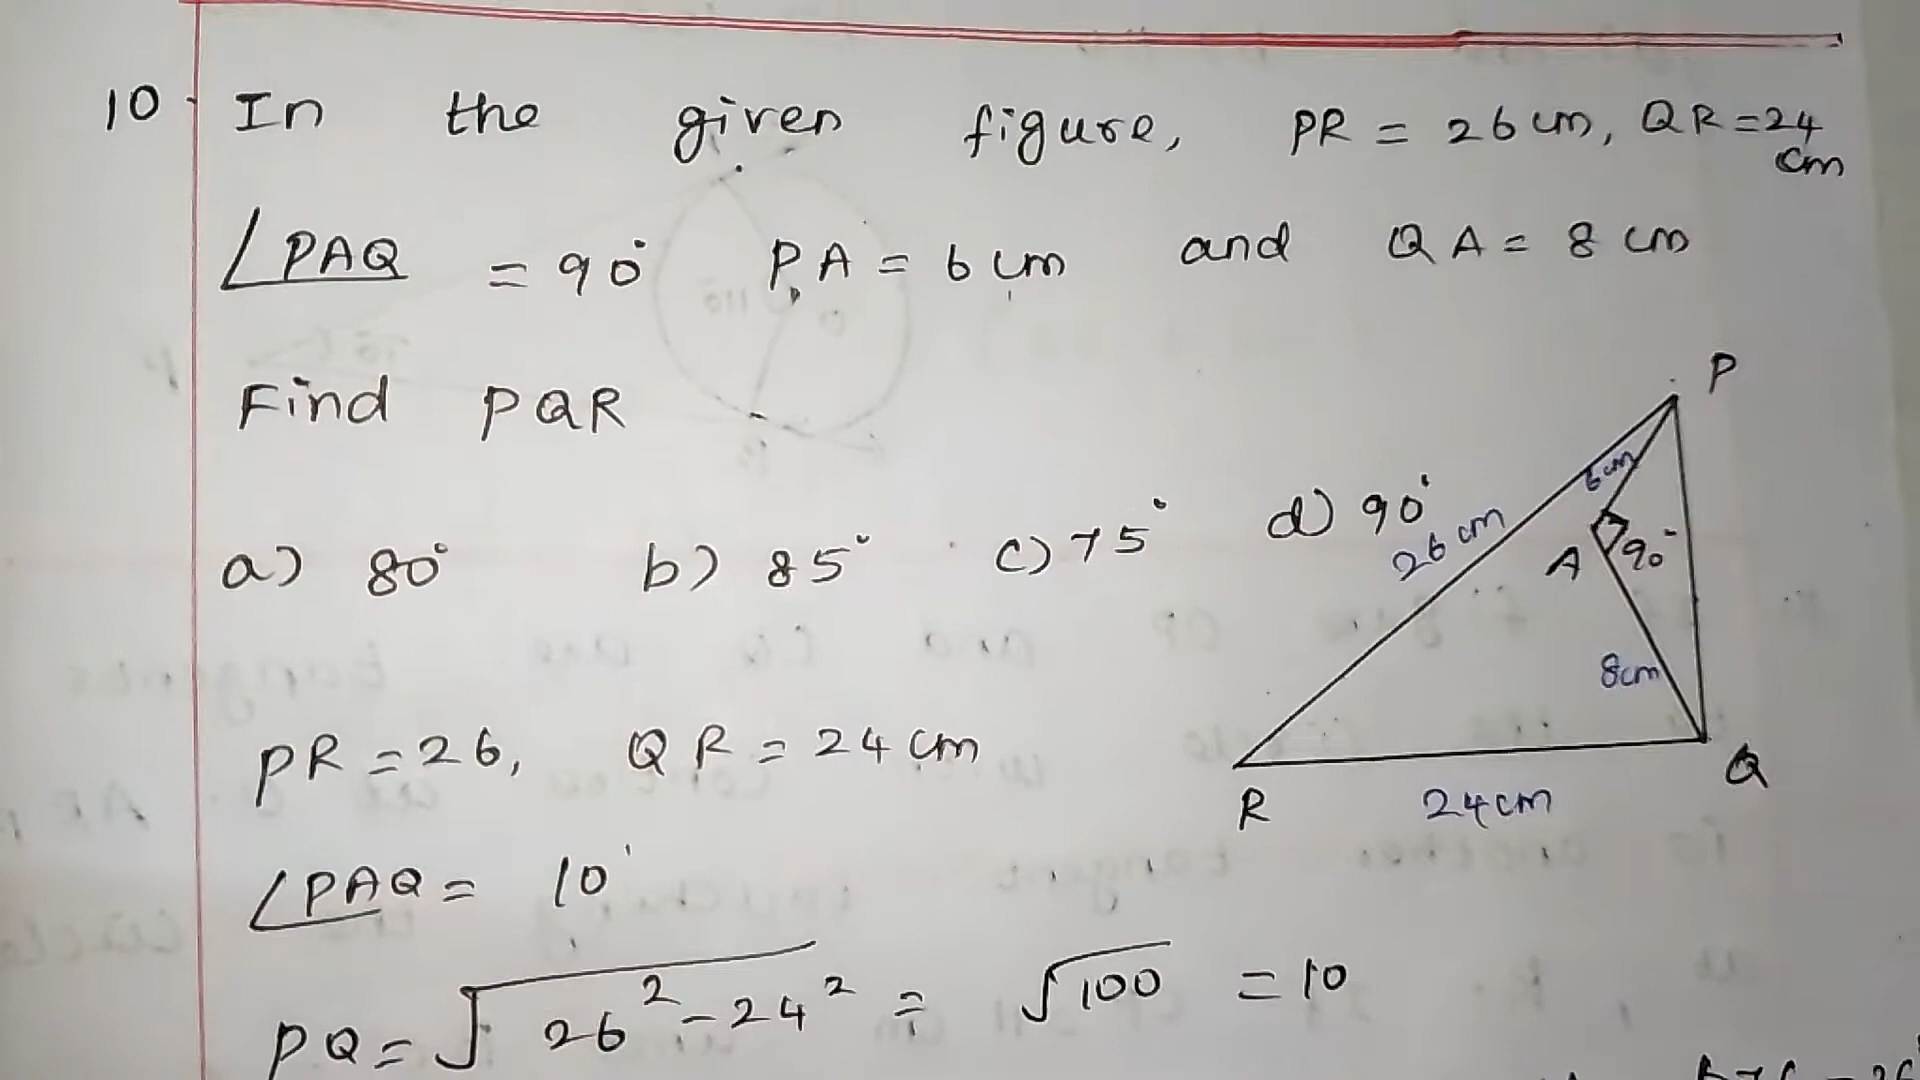 10 In the given figure, PR = 26 cm, QR = 24 cm
∠PAQ = 90° PA = 6 cm and QA = 8 cm
Find PQR
a) 80° b) 85° c) 75° d) 90°
P
6cm
26 cm
A 90°
8cm
R Q
24cm
PR = 26, QR = 24 cm
∠PAQ = 10
PQ = √26² - 24² = √100 = 10